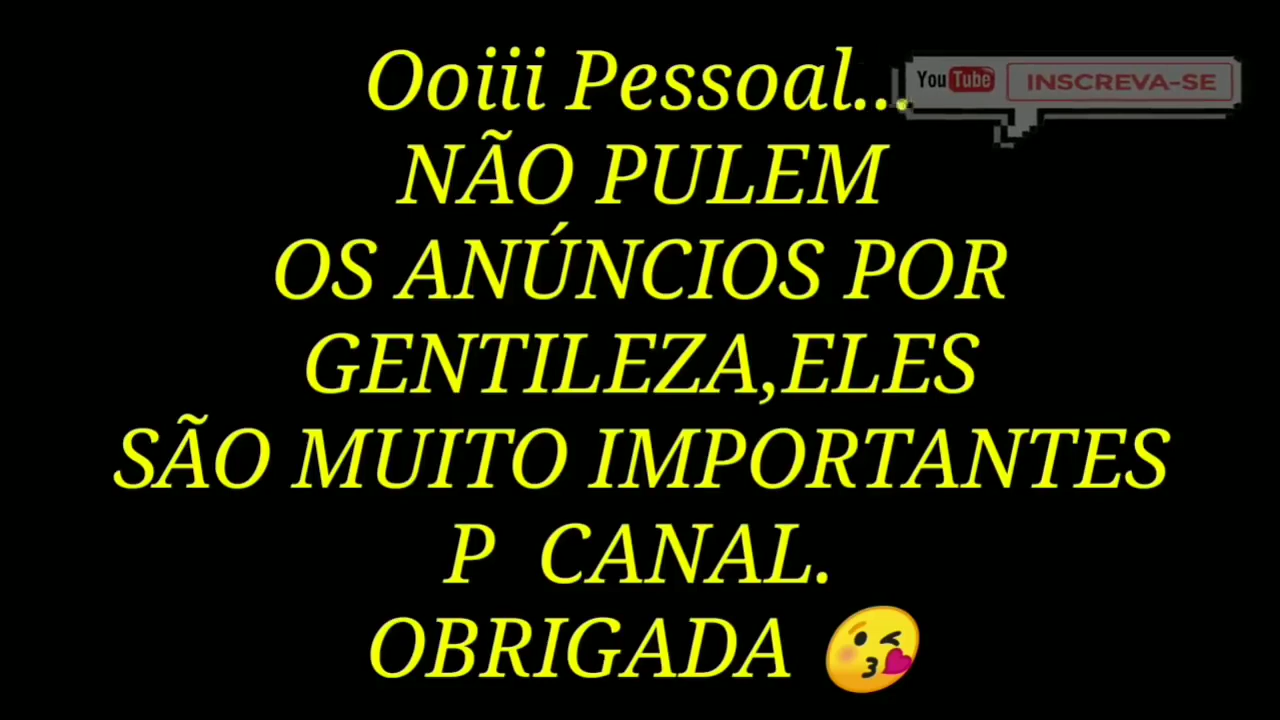 Ooiii Pessoal...
YouTube INSCREVA-SE
NÃO PULEM
OS ANÚNCIOS POR
GENTILEZA,ELES
SÃO MUITO IMPORTANTES
P CANAL.
OBRIGADA 😘